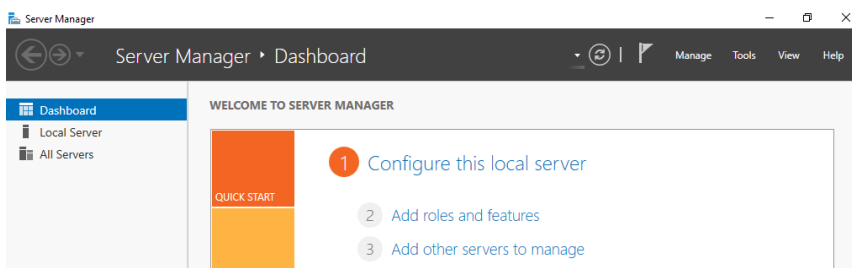 Server Manager
Server Manager ‣ Dashboard
Manage Tools View Help
Dashboard
Local Server
All Servers
WELCOME TO SERVER MANAGER
QUICK START
1 Configure this local server
2 Add roles and features
3 Add other servers to manage